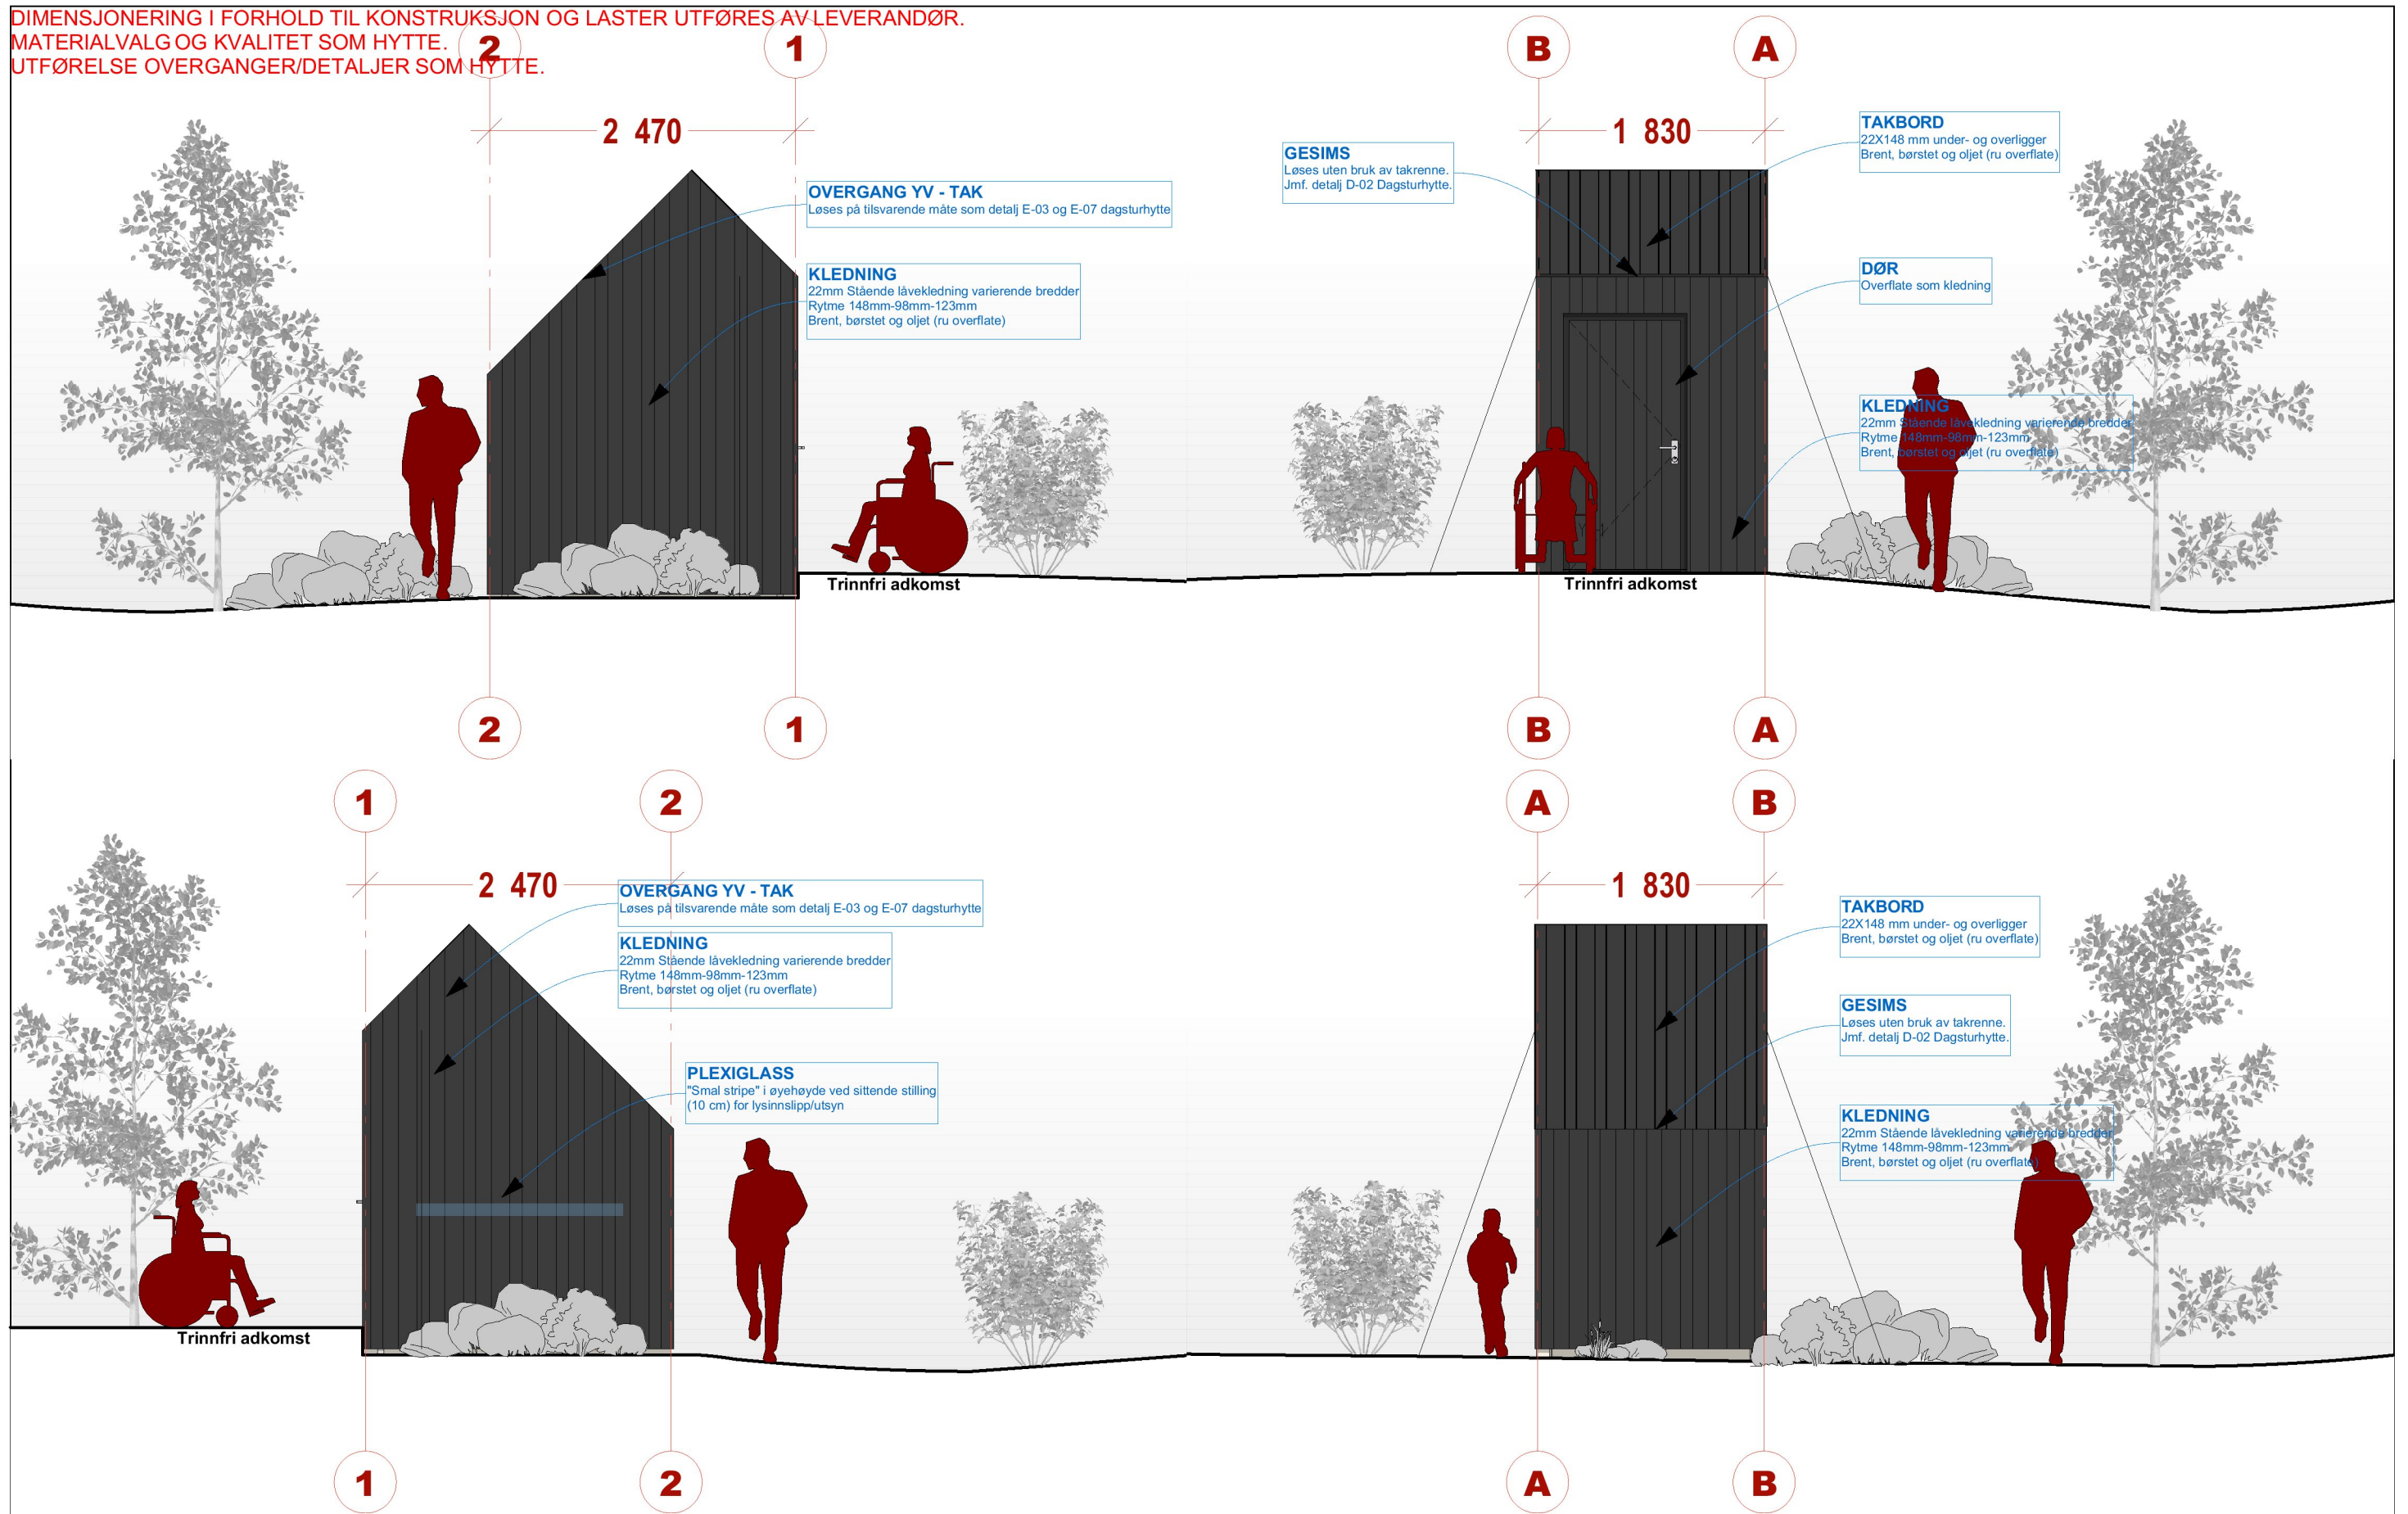 DIMENSJONERING I FORHOLD TIL KONSTRUKSJON OG LASTER UTFØRES AV LEVERANDØR.
MATERIALVALG OG KVALITET SOM HYTTE.
UTFØRELSE OVERGANGER/DETALJER SOM HYTTE.
2
1
2 470
OVERGANG YV - TAK
Løses på tilsvarende måte som detalj E-03 og E-07 dagsturhytte
KLEDNING
22mm Stående låvekledning varierende bredder
Rytme 148mm-98mm-123mm
Brent, børstet og oljet (ru overflate)
Trinnfri adkomst
2
1
B
A
1 830
GESIMS
Løses uten bruk av takrenne.
Jmf. detalj D-02 Dagsturhytte.
TAKBORD
22X148 mm under- og overligger
Brent, børstet og oljet (ru overflate)
DØR
Overflate som kledning
KLEDNING
22mm Stående låvekledning varierende bredder
Rytme 148mm-98mm-123mm
Brent, børstet og oljet (ru overflate)
Trinnfri adkomst
B
A
1
2
2 470
OVERGANG YV - TAK
Løses på tilsvarende måte som detalj E-03 og E-07 dagsturhytte
KLEDNING
22mm Stående låvekledning varierende bredder
Rytme 148mm-98mm-123mm
Brent, børstet og oljet (ru overflate)
PLEXIGLASS
"Smal stripe" i øyehøyde ved sittende stilling
(10 cm) for lysinnslipp/utsyn
Trinnfri adkomst
1
2
A
B
1 830
TAKBORD
22X148 mm under- og overligger
Brent, børstet og oljet (ru overflate)
GESIMS
Løses uten bruk av takrenne.
Jmf. detalj D-02 Dagsturhytte.
KLEDNING
22mm Stående låvekledning varierende bredder
Rytme 148mm-98mm-123mm
Brent, børstet og oljet (ru overflate)
A
B